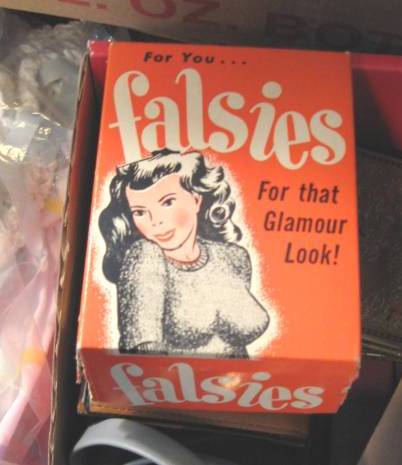 For You...
falsies
For that
Glamour
Look!
falsies